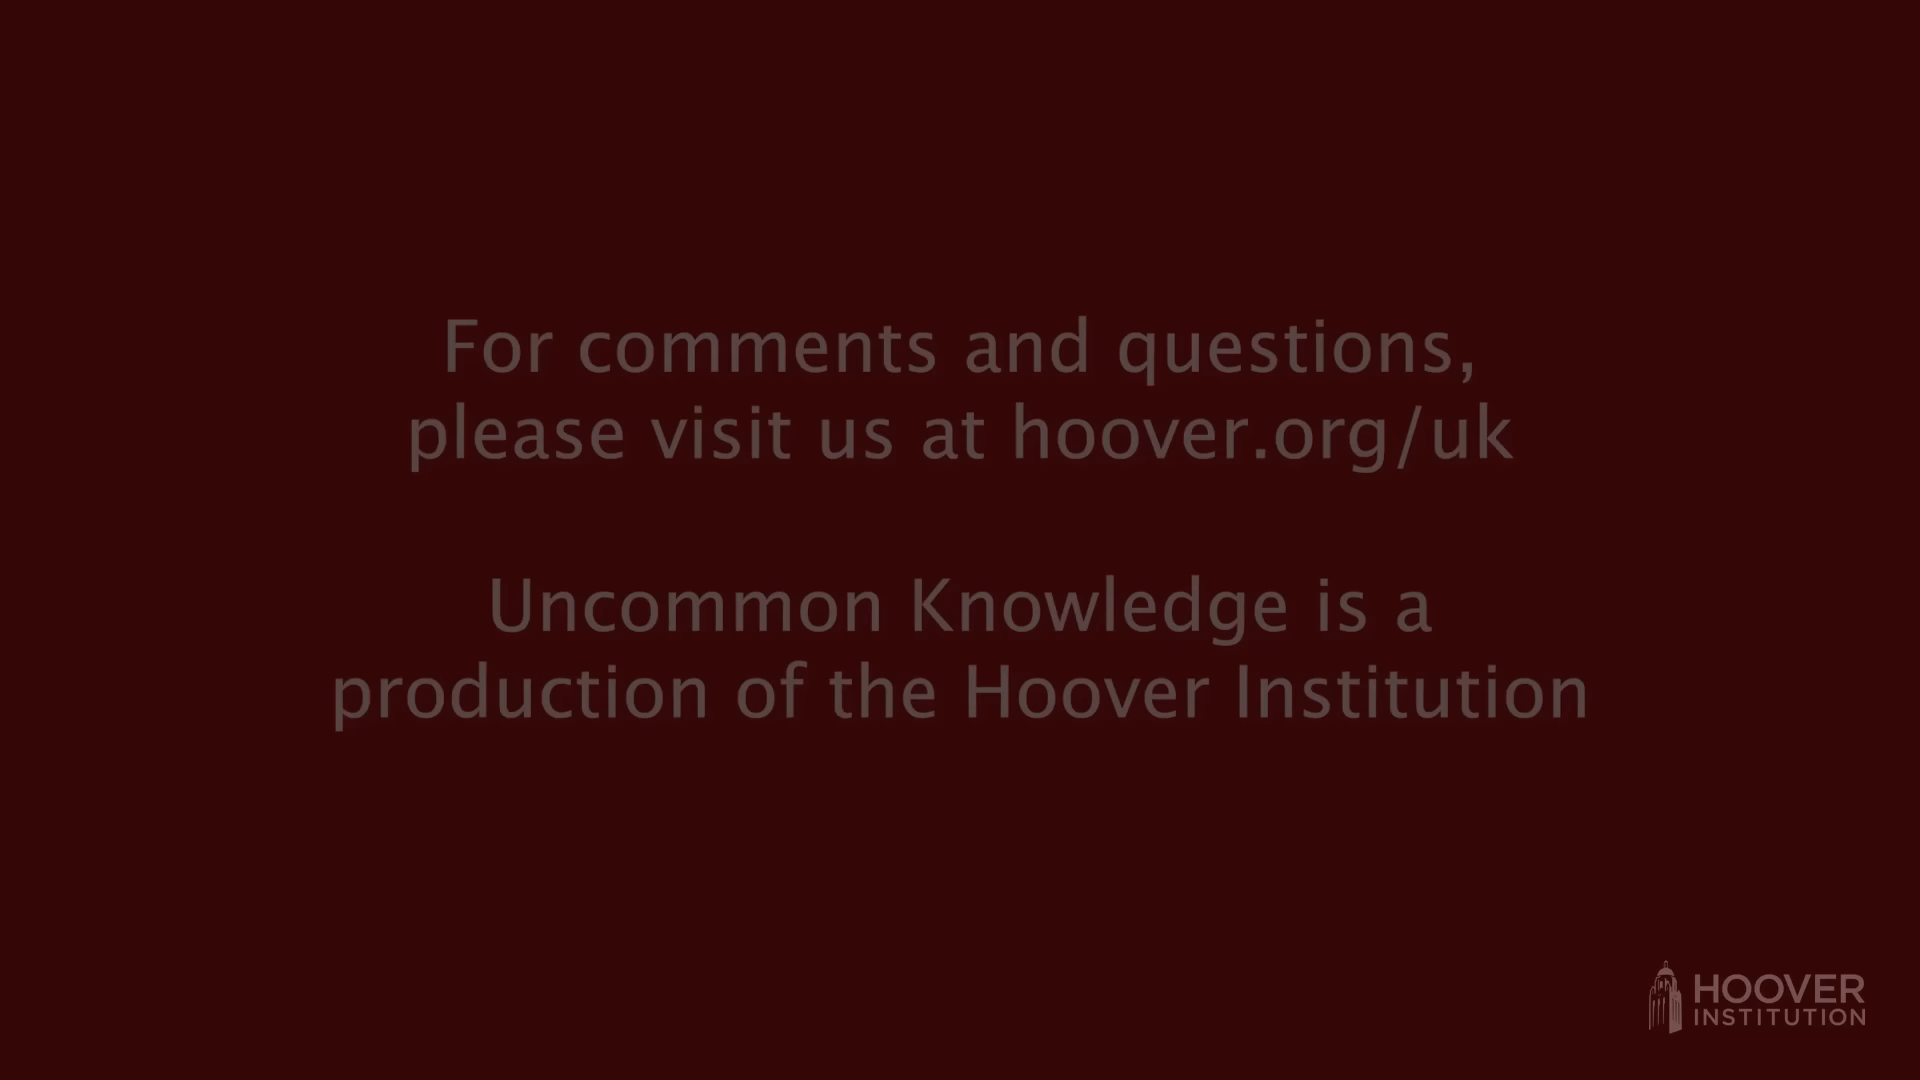 For comments and questions,
please visit us at hoover.org/uk
Uncommon Knowledge is a
production of the Hoover Institution
HOOVER
INSTITUTION